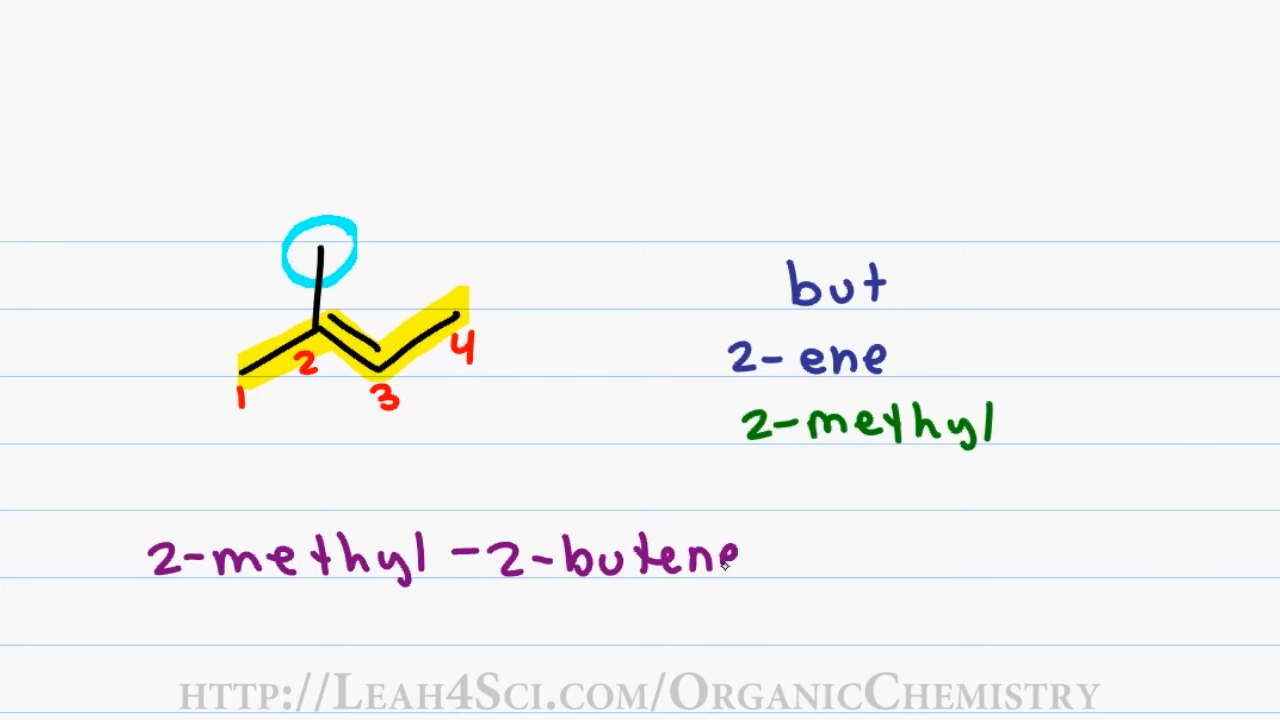 but
2
4
2- ene
1
3
2-methyl
2-methyl -2-butene
http://Leah4Sci.com/OrganicChemistry